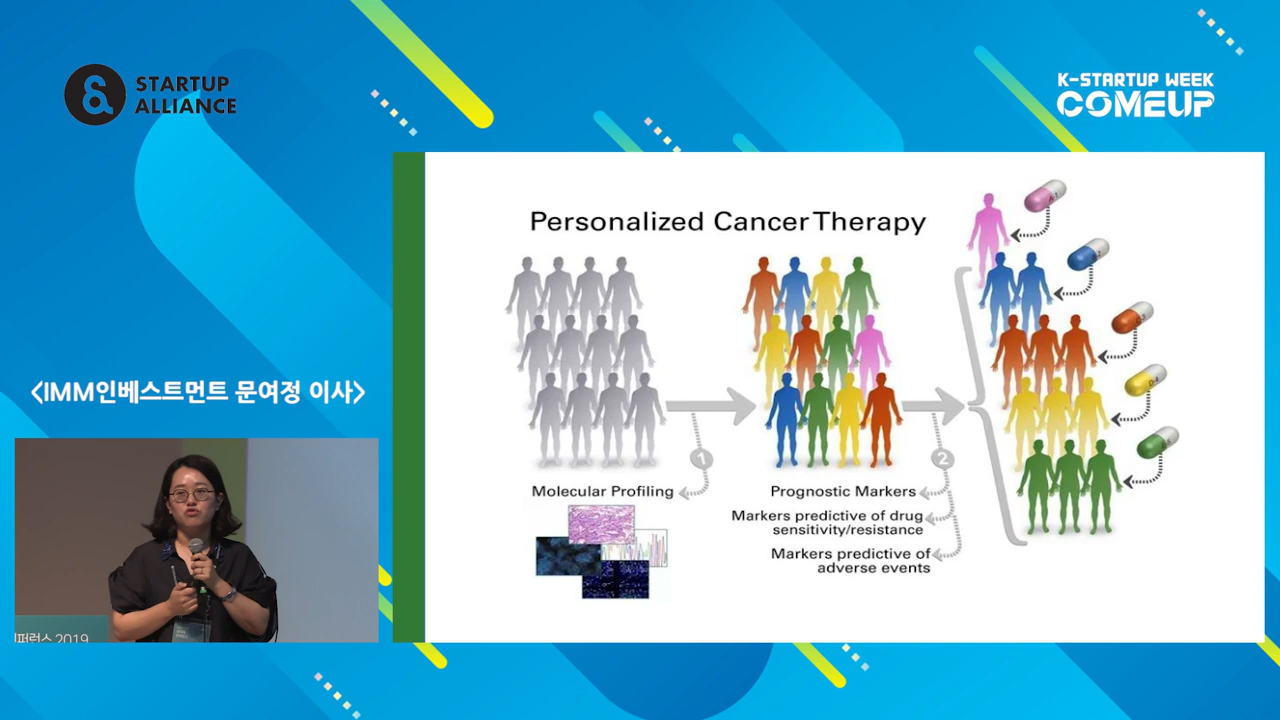 STARTUP
ALLIANCE
K-STARTUP WEEK
COMEUP
Personalized Cancer Therapy
<IMM인베스트먼트 문여정 이사>
1
2
Molecular Profiling
Prognostic Markers
Markers predictive of drug
sensitivity/resistance
Markers predictive of
adverse events
퍼런스 2019